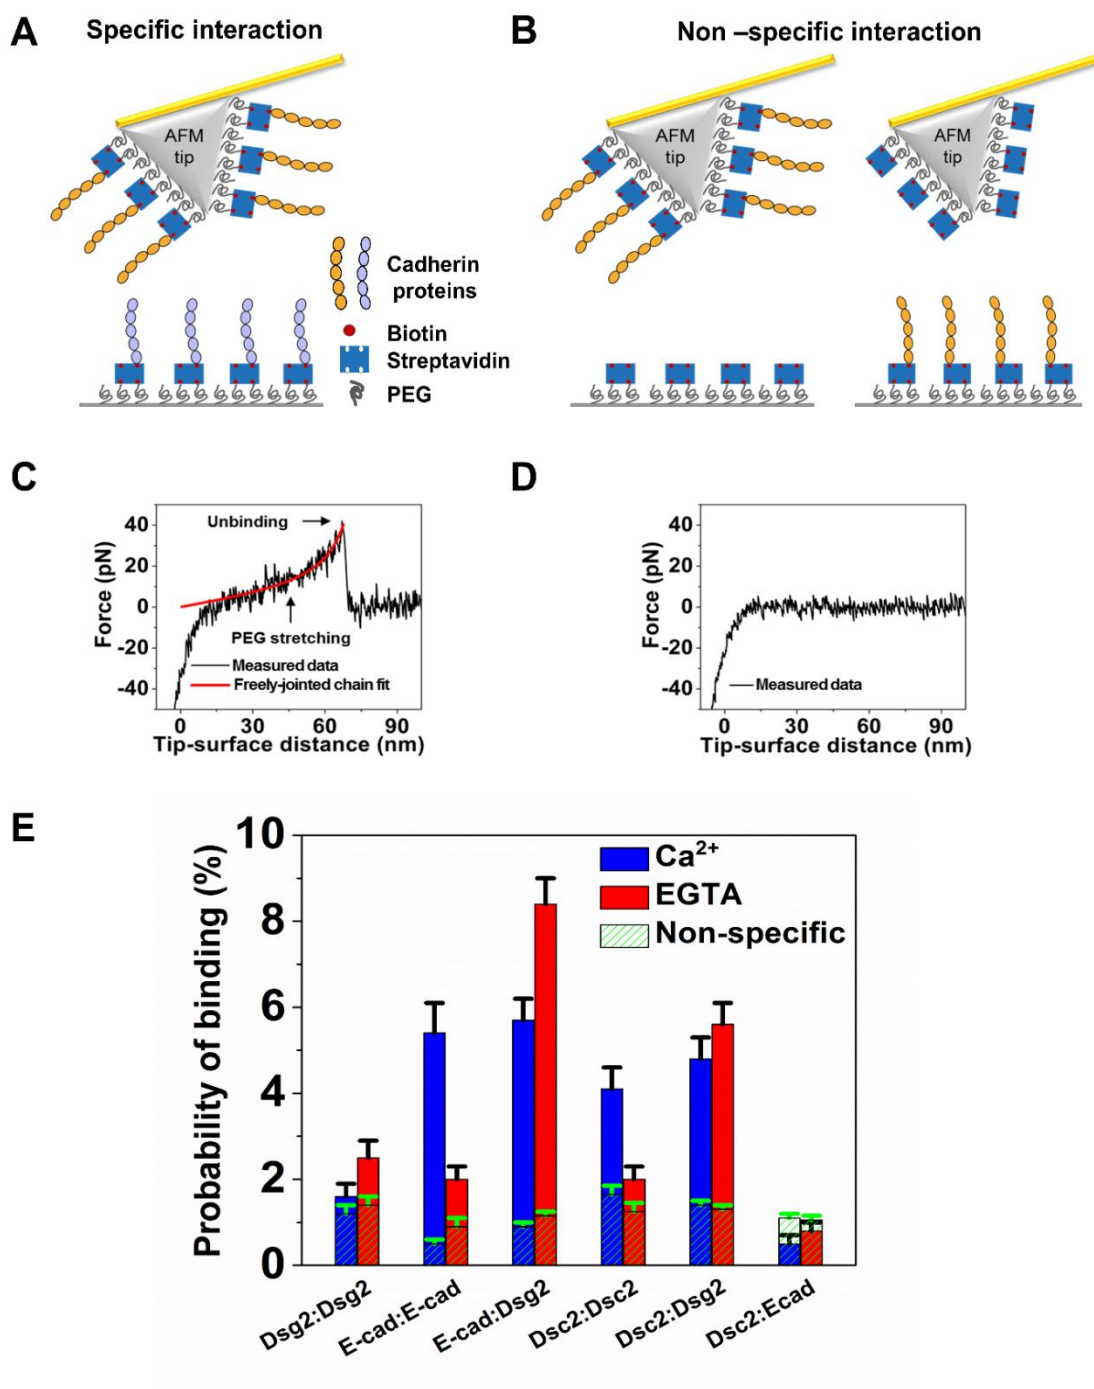 A
Specific interaction
B
Non –specific interaction
AFM
tip
AFM
tip
AFM
tip
Cadherin
proteins
Biotin
Streptavidin
PEG
C
Force (pN)
40
20
0
-20
-40
Unbinding
PEG stretching
Measured data
Freely-jointed chain fit
0 30 60 90
Tip-surface distance (nm)
D
Force (pN)
40
20
0
-20
-40
Measured data
0 30 60 90
Tip-surface distance (nm)
E
Probability of binding (%)
10
8
6
4
2
0
Ca²⁺
EGTA
Non-specific
Dsg2:Dsg2
E-cad:E-cad
E-cad:Dsg2
Dsc2:Dsc2
Dsc2:Dsg2
Dsc2:Ecad